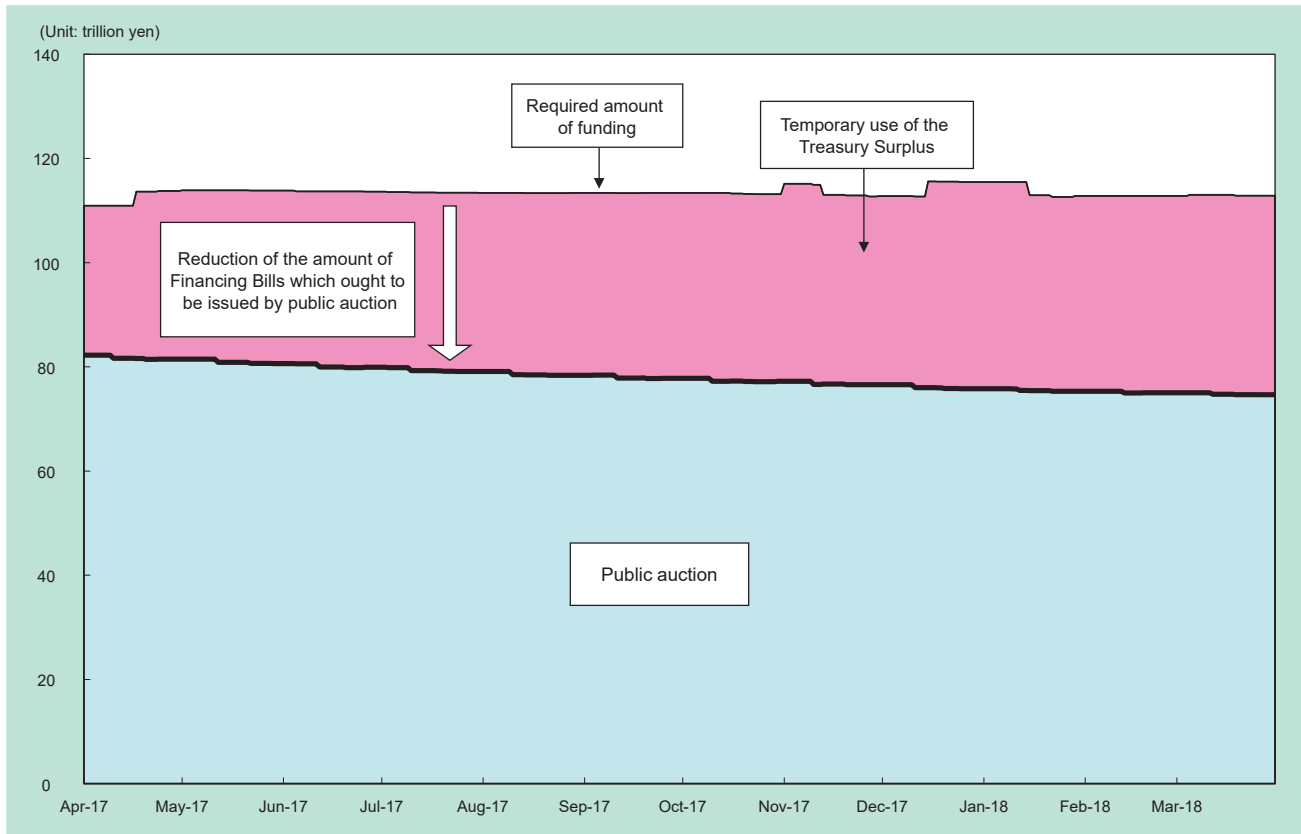 (Unit: trillion yen)
140
120
100
80
60
40
20
0
Required amount
of funding
Temporary use of the
Treasury Surplus
Reduction of the amount of
Financing Bills which ought to
be issued by public auction
Public auction
Apr-17 May-17 Jun-17 Jul-17 Aug-17 Sep-17 Oct-17 Nov-17 Dec-17 Jan-18 Feb-18 Mar-18